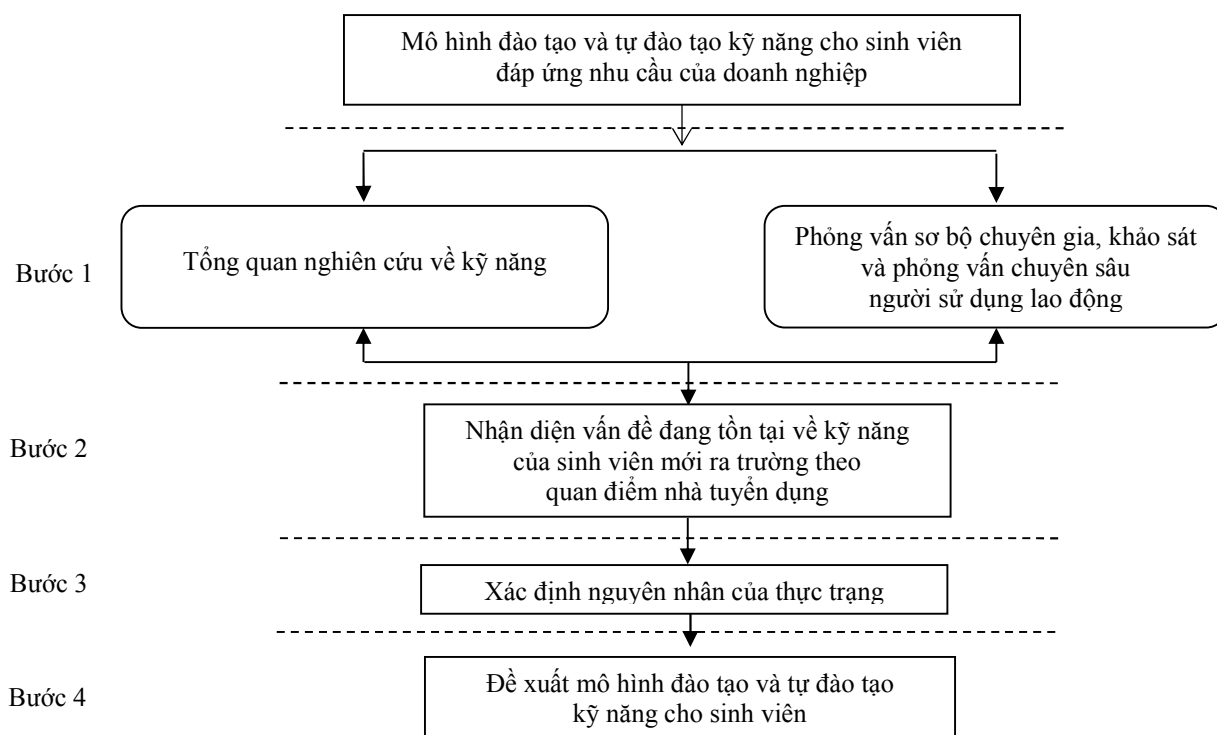 Mô hình đào tạo và tự đào tạo kỹ năng cho sinh viên
đáp ứng nhu cầu của doanh nghiệp
Bước 1
Tổng quan nghiên cứu về kỹ năng
Phỏng vấn sơ bộ chuyên gia, khảo sát
và phỏng vấn chuyên sâu
người sử dụng lao động
Bước 2
Nhận diện vấn đề đang tồn tại về kỹ năng
của sinh viên mới ra trường theo
quan điểm nhà tuyển dụng
Bước 3
Xác định nguyên nhân của thực trạng
Bước 4
Đề xuất mô hình đào tạo và tự đào tạo
kỹ năng cho sinh viên